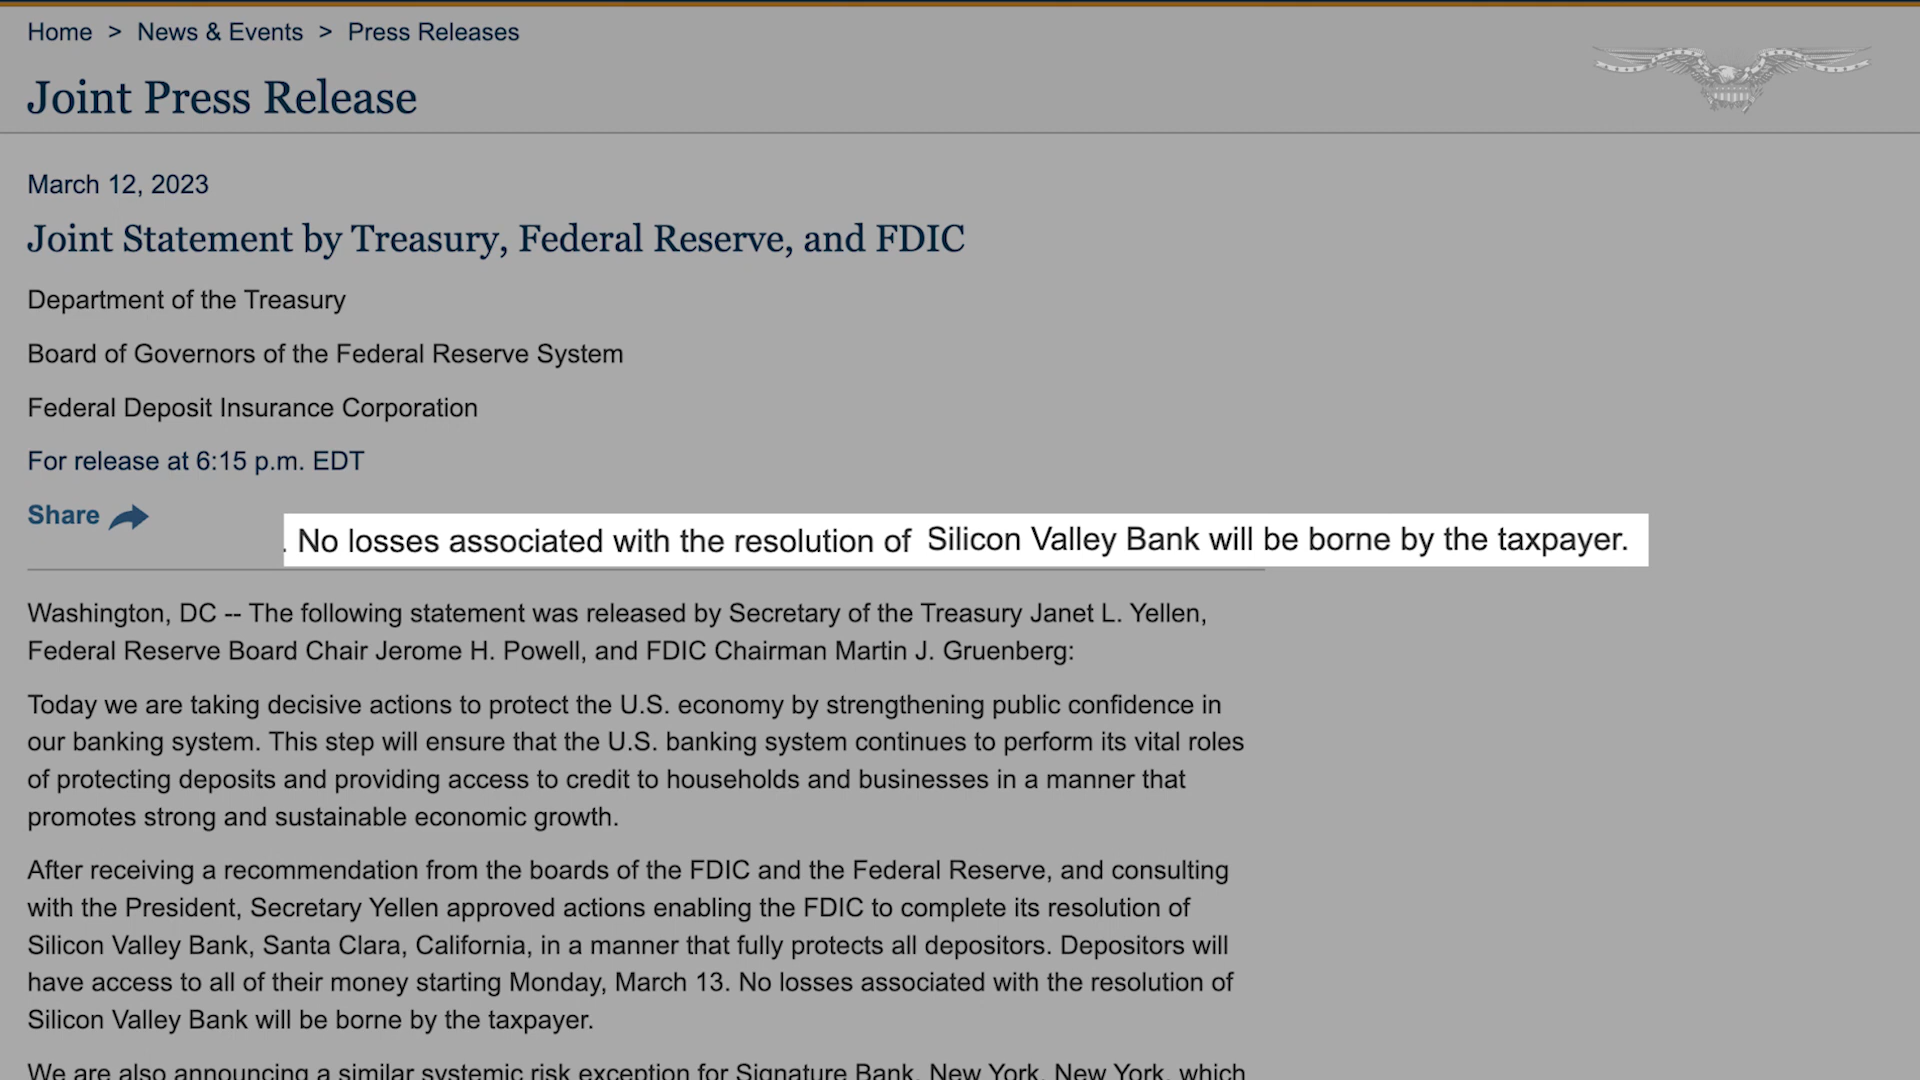 Home > News & Events > Press Releases
Joint Press Release
March 12, 2023
Joint Statement by Treasury, Federal Reserve, and FDIC
Department of the Treasury
Board of Governors of the Federal Reserve System
Federal Deposit Insurance Corporation
For release at 6:15 p.m. EDT
Share
. No losses associated with the resolution of Silicon Valley Bank will be borne by the taxpayer.
Washington, DC -- The following statement was released by Secretary of the Treasury Janet L. Yellen,
Federal Reserve Board Chair Jerome H. Powell, and FDIC Chairman Martin J. Gruenberg:
Today we are taking decisive actions to protect the U.S. economy by strengthening public confidence in
our banking system. This step will ensure that the U.S. banking system continues to perform its vital roles
of protecting deposits and providing access to credit to households and businesses in a manner that
promotes strong and sustainable economic growth.
After receiving a recommendation from the boards of the FDIC and the Federal Reserve, and consulting
with the President, Secretary Yellen approved actions enabling the FDIC to complete its resolution of
Silicon Valley Bank, Santa Clara, California, in a manner that fully protects all depositors. Depositors will
have access to all of their money starting Monday, March 13. No losses associated with the resolution of
Silicon Valley Bank will be borne by the taxpayer.
We are also announcing a similar systemic risk exception for Signature Bank, New York, New York, which